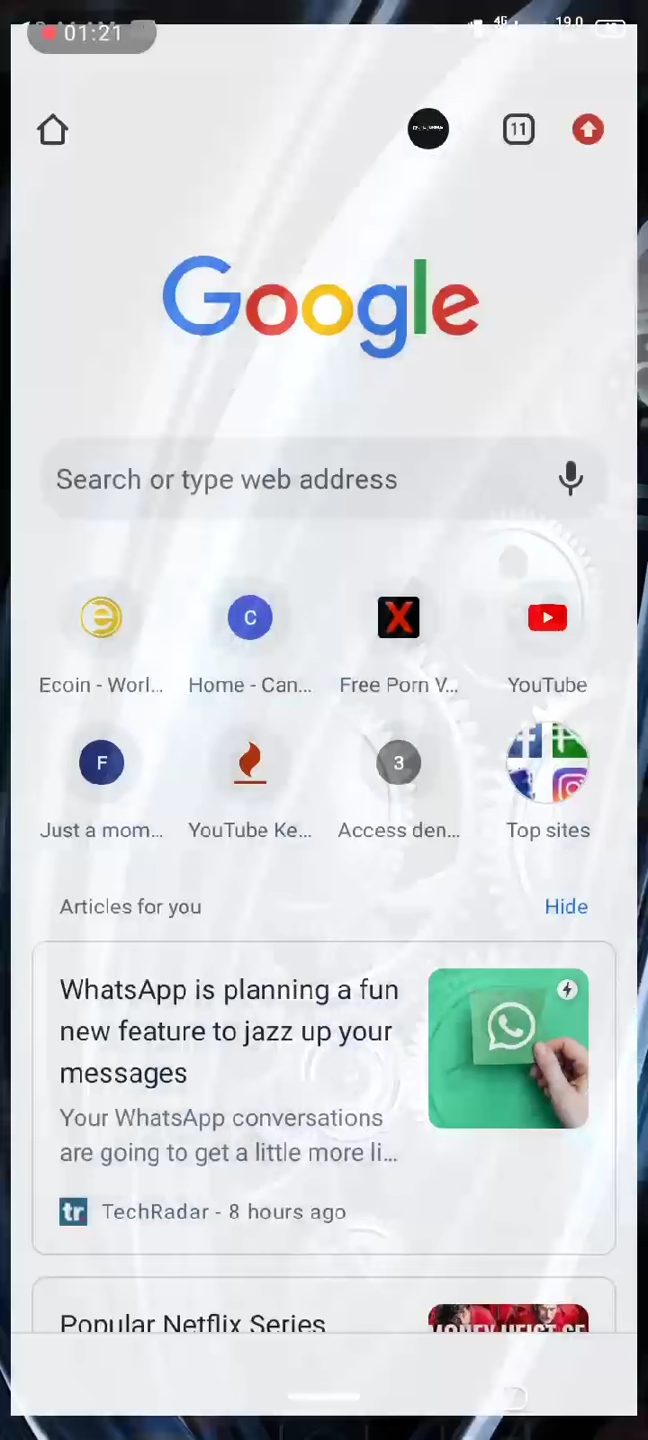 01:21
4G
19.0
11
Google
Search or type web address
Ecoin - Worl...
C
Home - Can...
X
Free Porn V...
YouTube
F
Just a mom...
YouTube Ke...
3
Access den...
Top sites
Articles for you
Hide
WhatsApp is planning a fun
new feature to jazz up your
messages
Your WhatsApp conversations
are going to get a little more li...
tr TechRadar - 8 hours ago
Popular Netflix Series